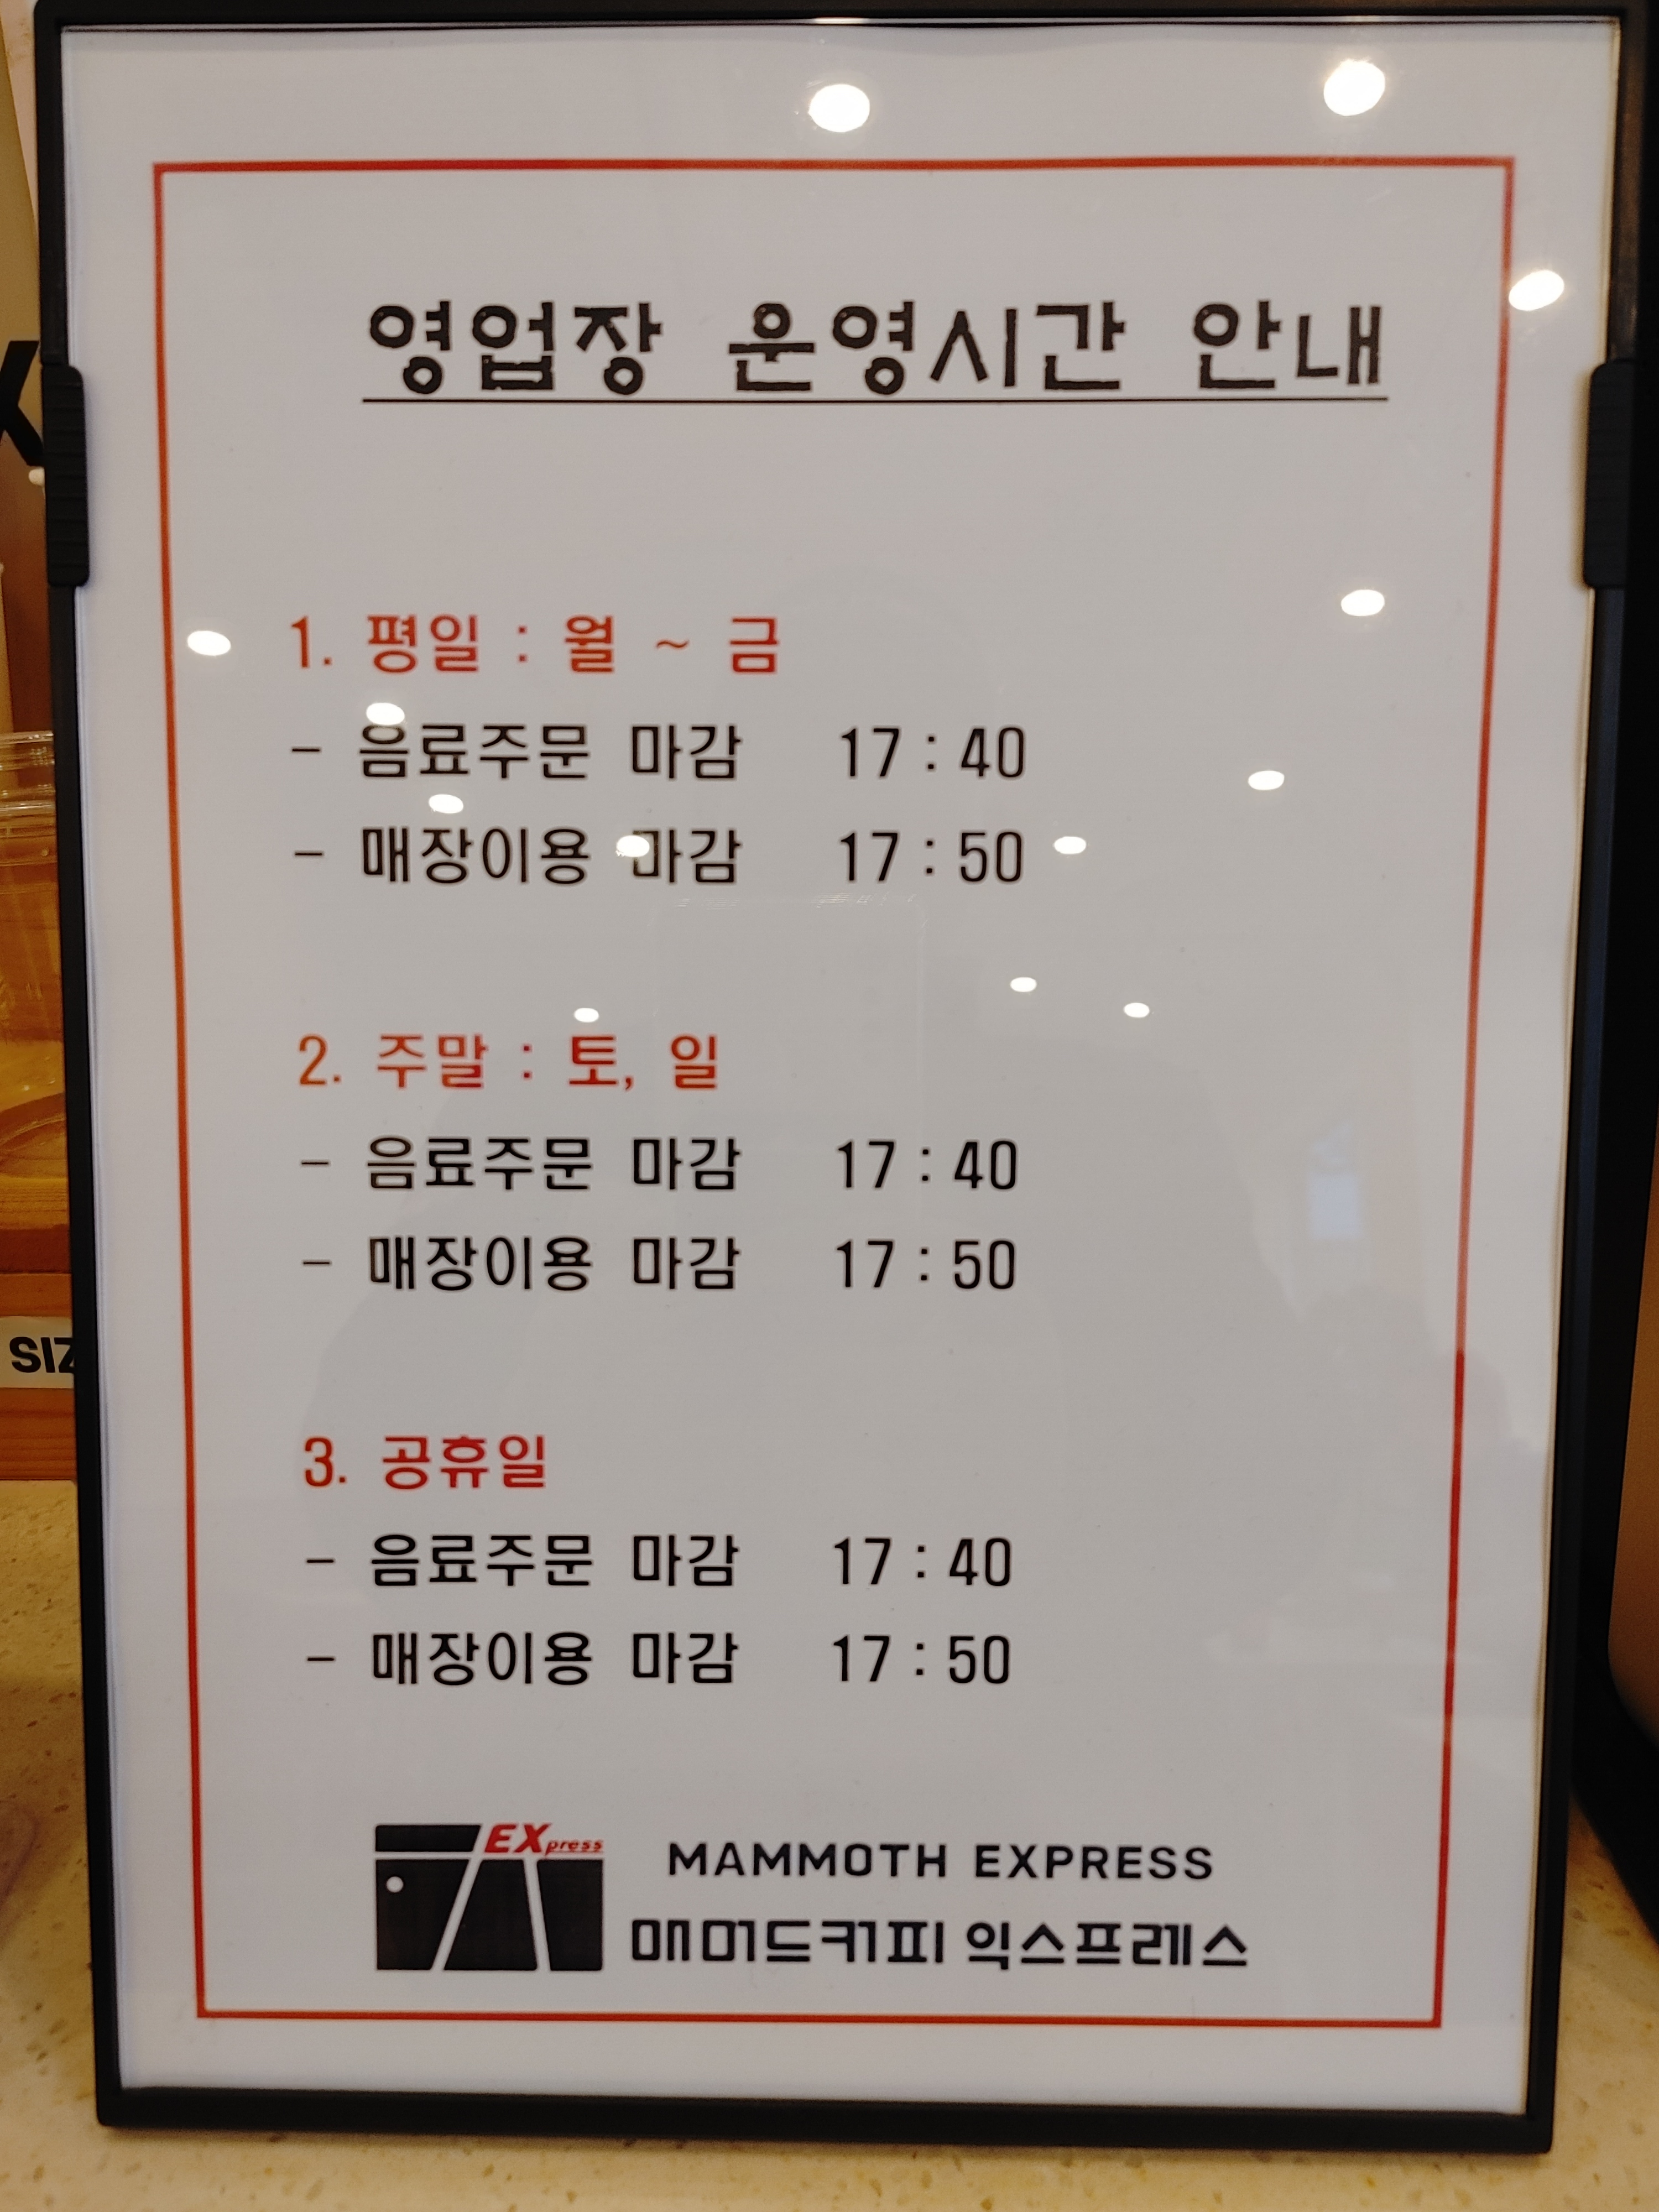 영업장 운영시간 안내
1. 평일 : 월 ~ 금
- 음료주문 마감 17 : 40
- 매장이용 마감 17 : 50
2. 주말 : 토, 일
- 음료주문 마감 17 : 40
- 매장이용 마감 17 : 50
3. 공휴일
- 음료주문 마감 17 : 40
- 매장이용 마감 17 : 50
EXpress
MAMMOTH EXPRESS
매머드커피 익스프레스